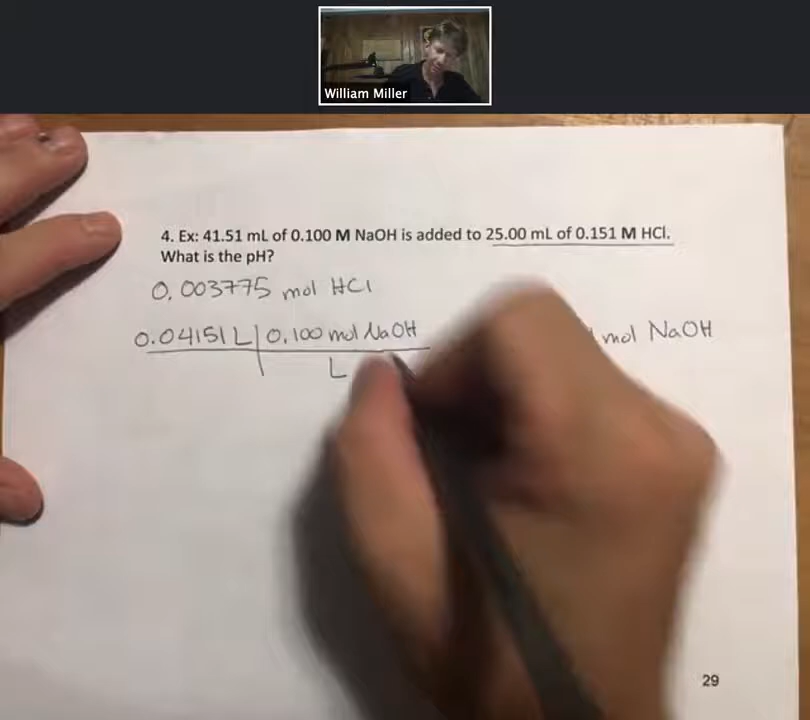 William Miller
4. Ex: 41.51 mL of 0.100 M NaOH is added to 25.00 mL of 0.151 M HCl.
What is the pH?
0.003775 mol HCl
0.04151 L | 0.100 mol NaOH
mol NaOH
L
29